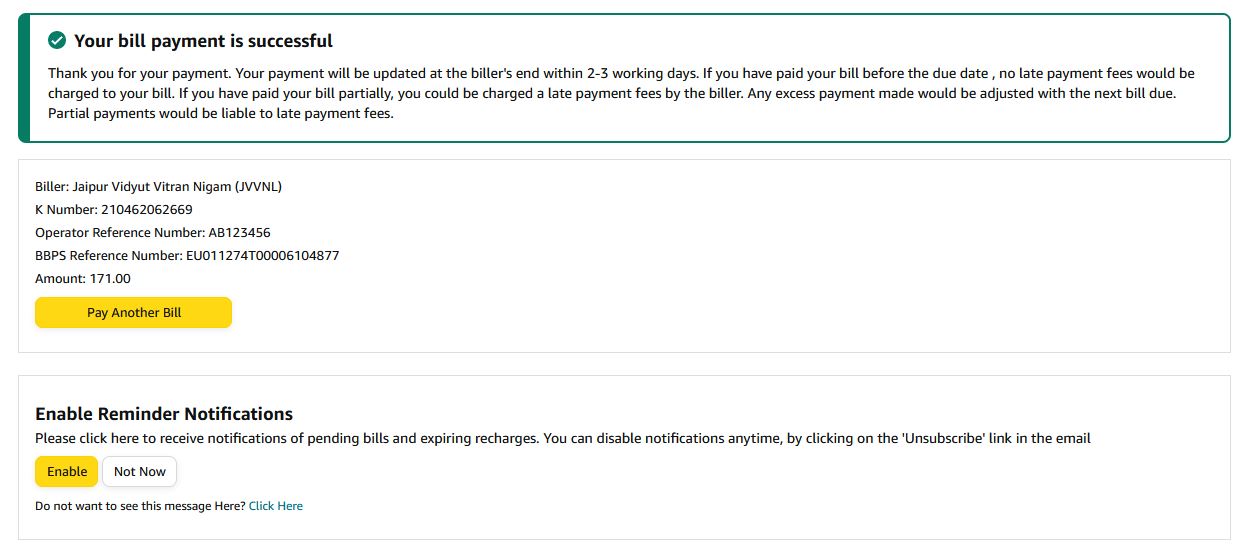 Your bill payment is successful
Thank you for your payment. Your payment will be updated at the biller's end within 2-3 working days. If you have paid your bill before the due date , no late payment fees would be
charged to your bill. If you have paid your bill partially, you could be charged a late payment fees by the biller. Any excess payment made would be adjusted with the next bill due.
Partial payments would be liable to late payment fees.
Biller: Jaipur Vidyut Vitran Nigam (JVVNL)
K Number: 210462062669
Operator Reference Number: AB123456
BBPS Reference Number: EU011274T00006104877
Amount: 171.00
Pay Another Bill
Enable Reminder Notifications
Please click here to receive notifications of pending bills and expiring recharges. You can disable notifications anytime, by clicking on the 'Unsubscribe' link in the email
Enable Not Now
Do not want to see this message Here? Click Here